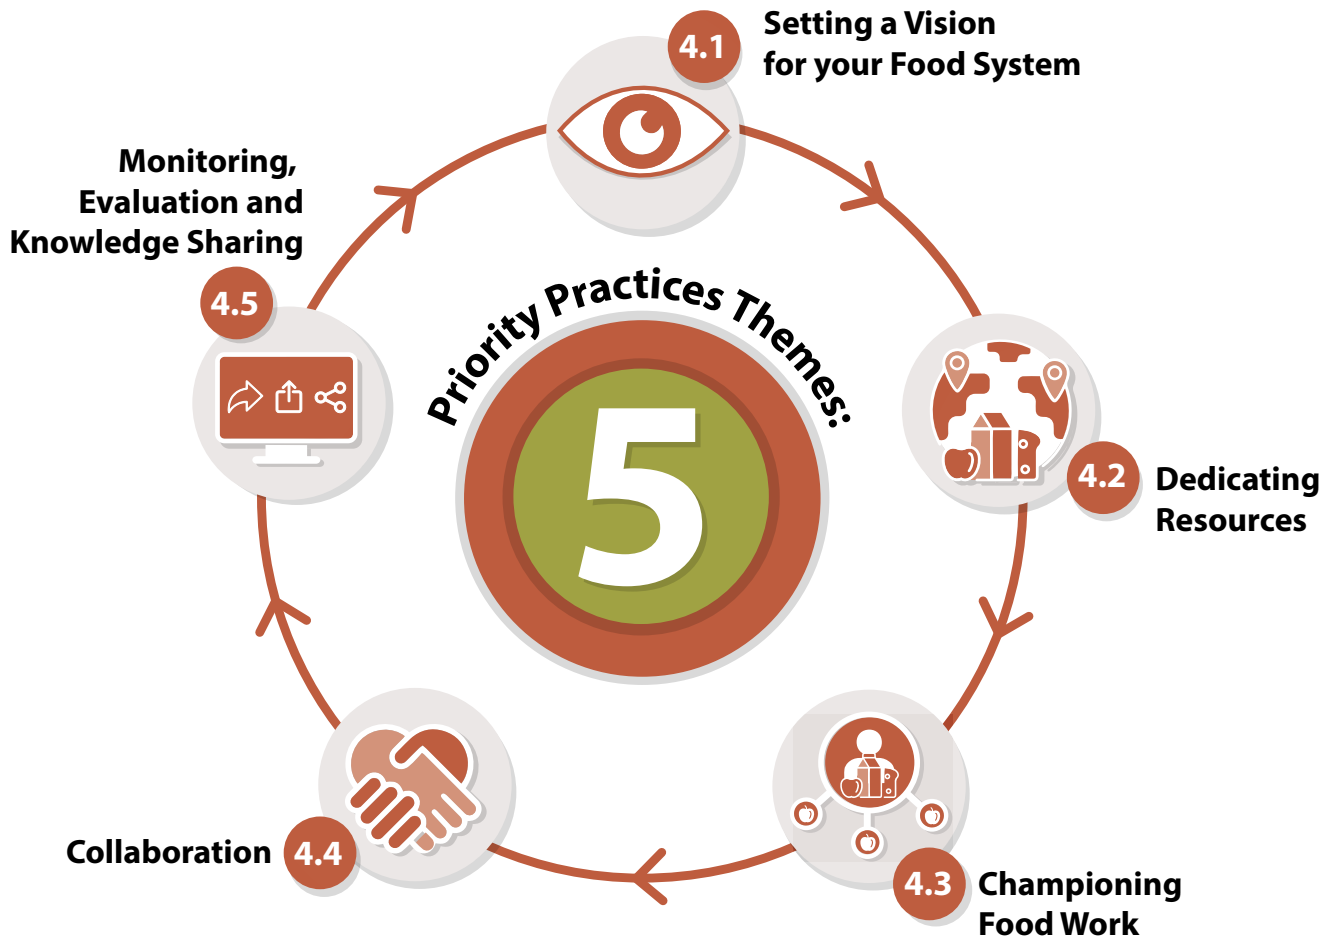 4.1
Setting a Vision
for your Food System
Monitoring,
Evaluation and
Knowledge Sharing
4.5
Priority Practices Themes:
5
4.2
Dedicating
Resources
Collaboration
4.4
4.3
Championing
Food Work